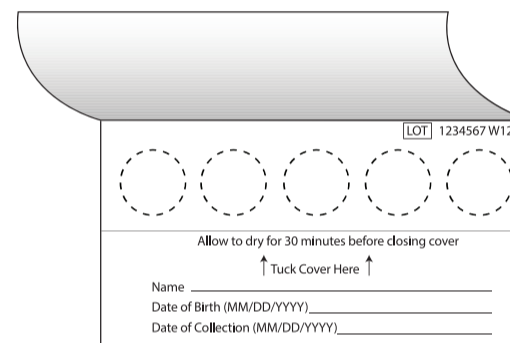 LOT 1234567 W12
Allow to dry for 30 minutes before closing cover
Tuck Cover Here
Name
Date of Birth (MM/DD/YYYY)
Date of Collection (MM/DD/YYYY)